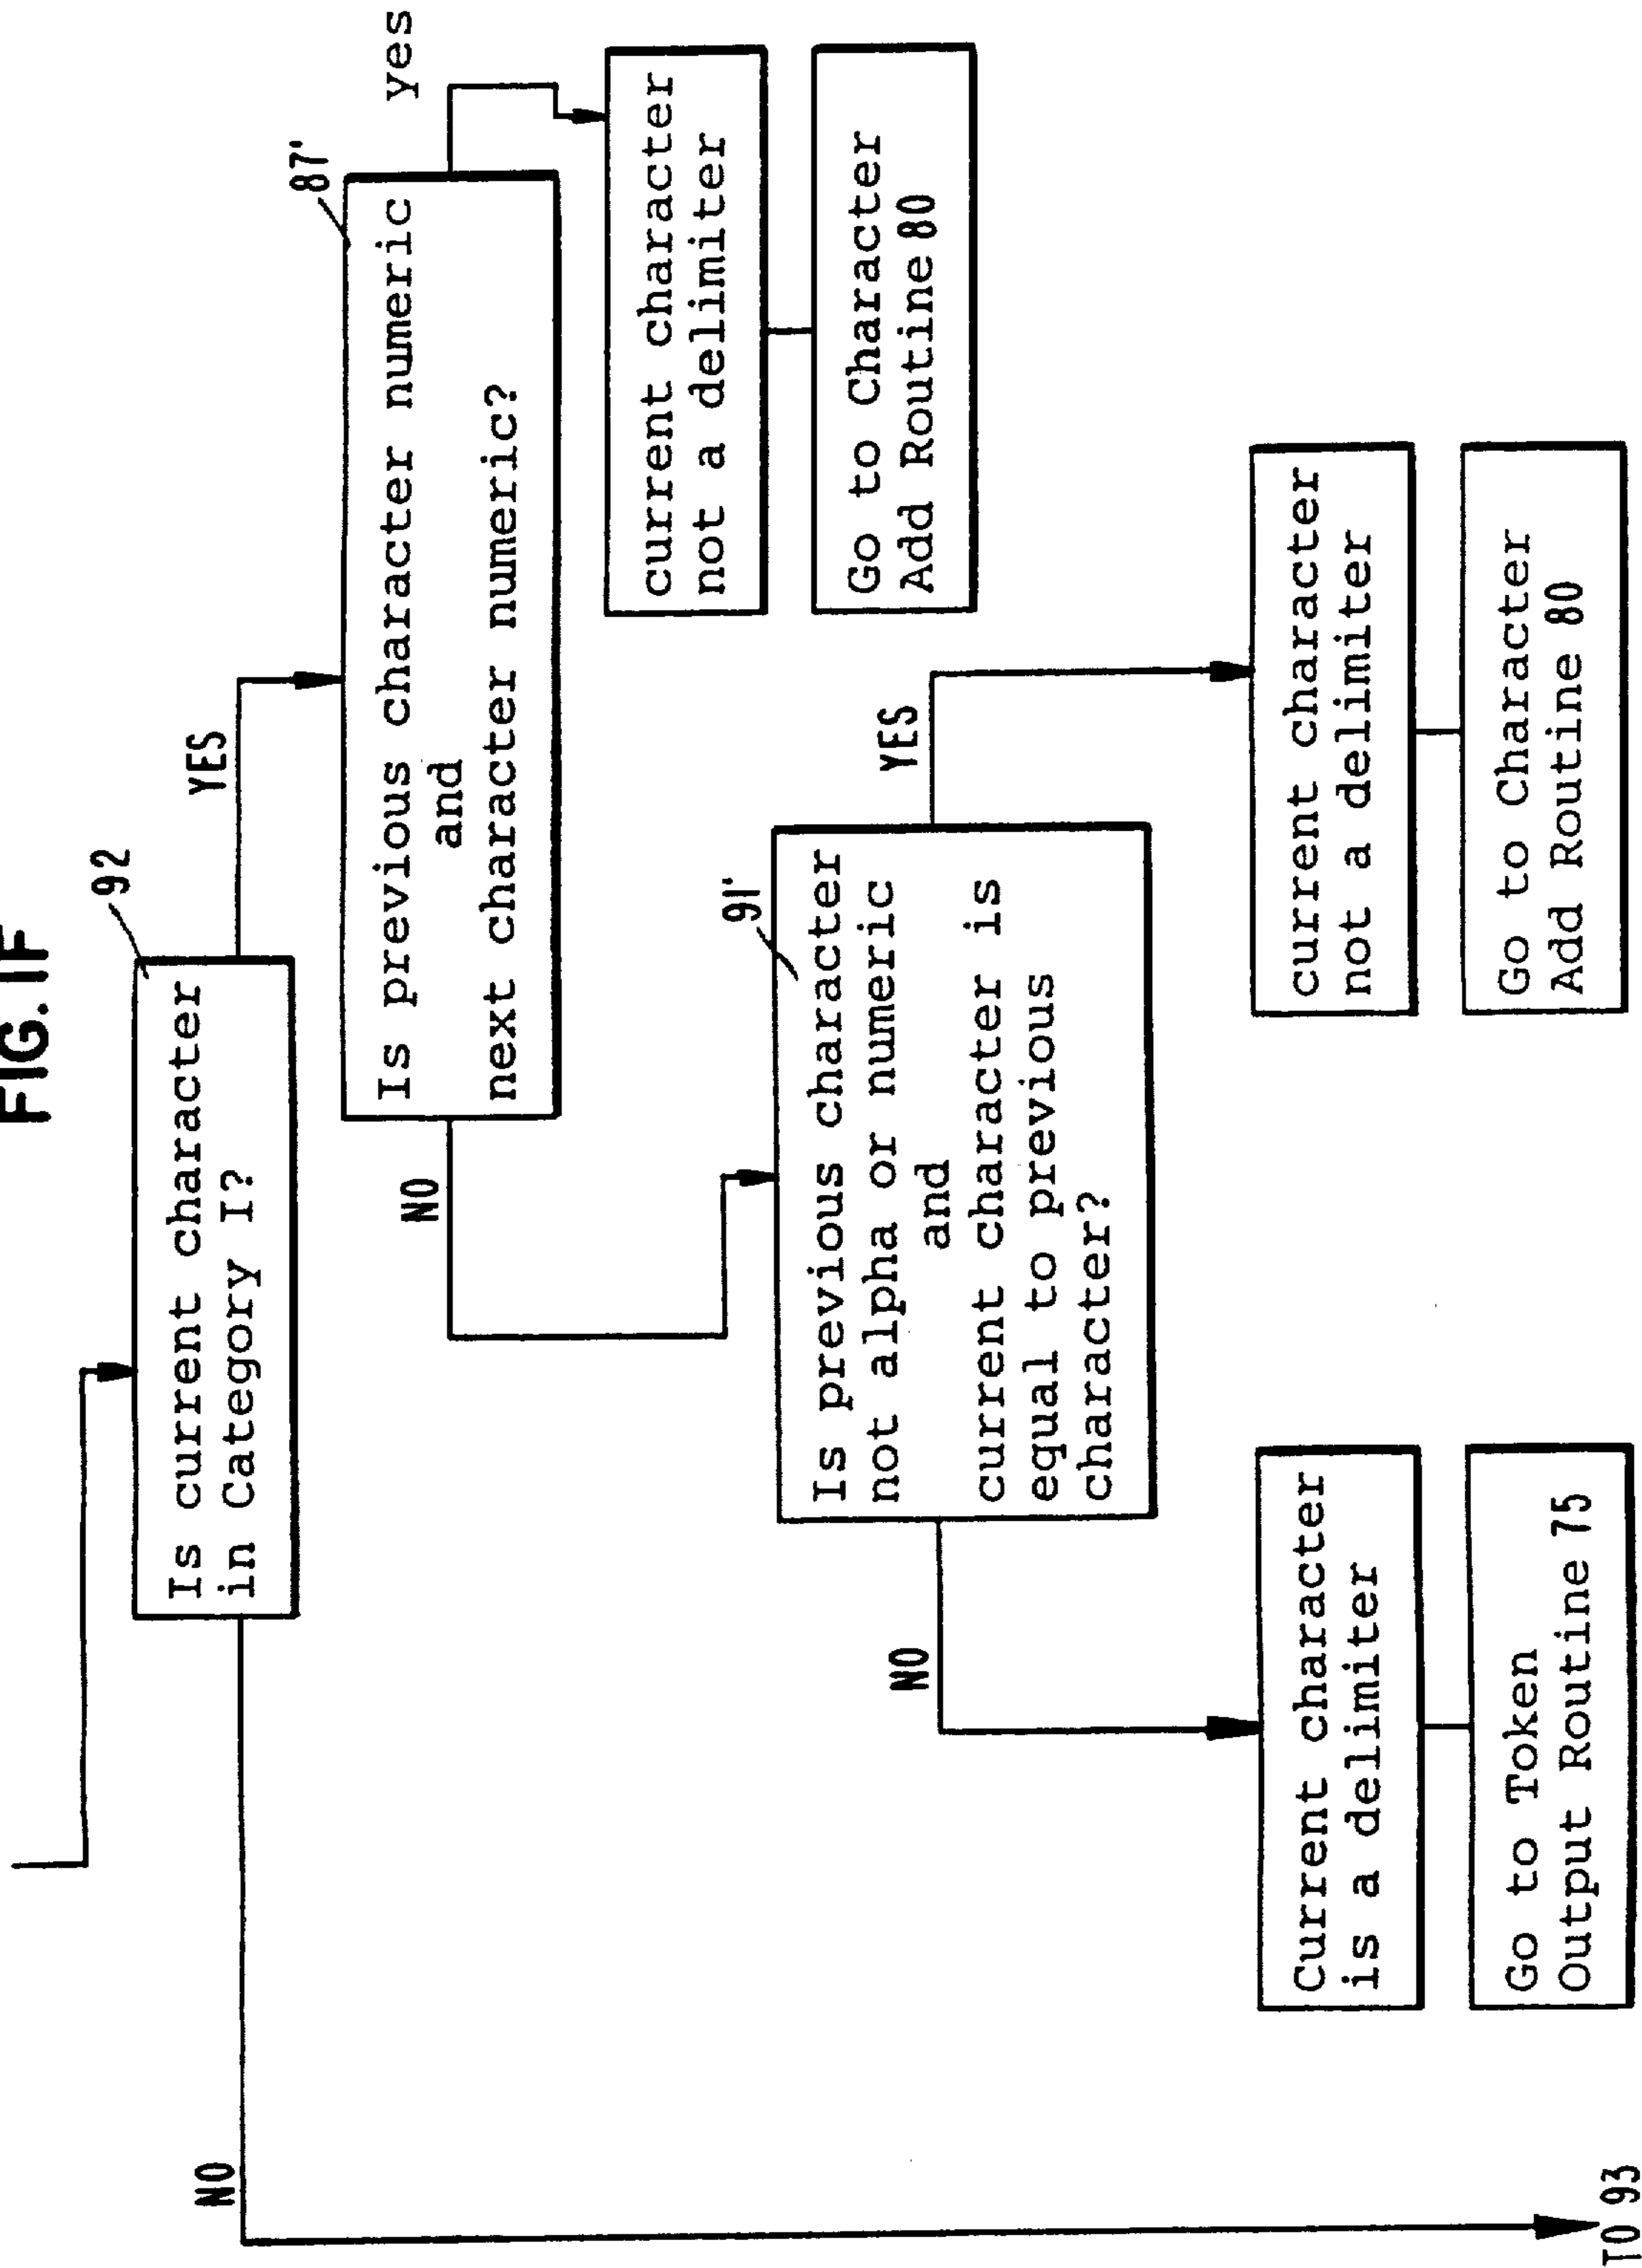 FIG.1F
92
Is current character
in Category I?
YES
NO
87'
Is previous character numeric
and
next character numeric?
yes
current character
not a delimiter
Go to Character
Add Routine 80
NO
91'
Is previous character
not alpha or numeric
and
current character is
equal to previous
character?
YES
current character
not a delimiter
Go to Character
Add Routine 80
NO
Current character
is a delimiter
Go to Token
Output Routine 75
TO 93